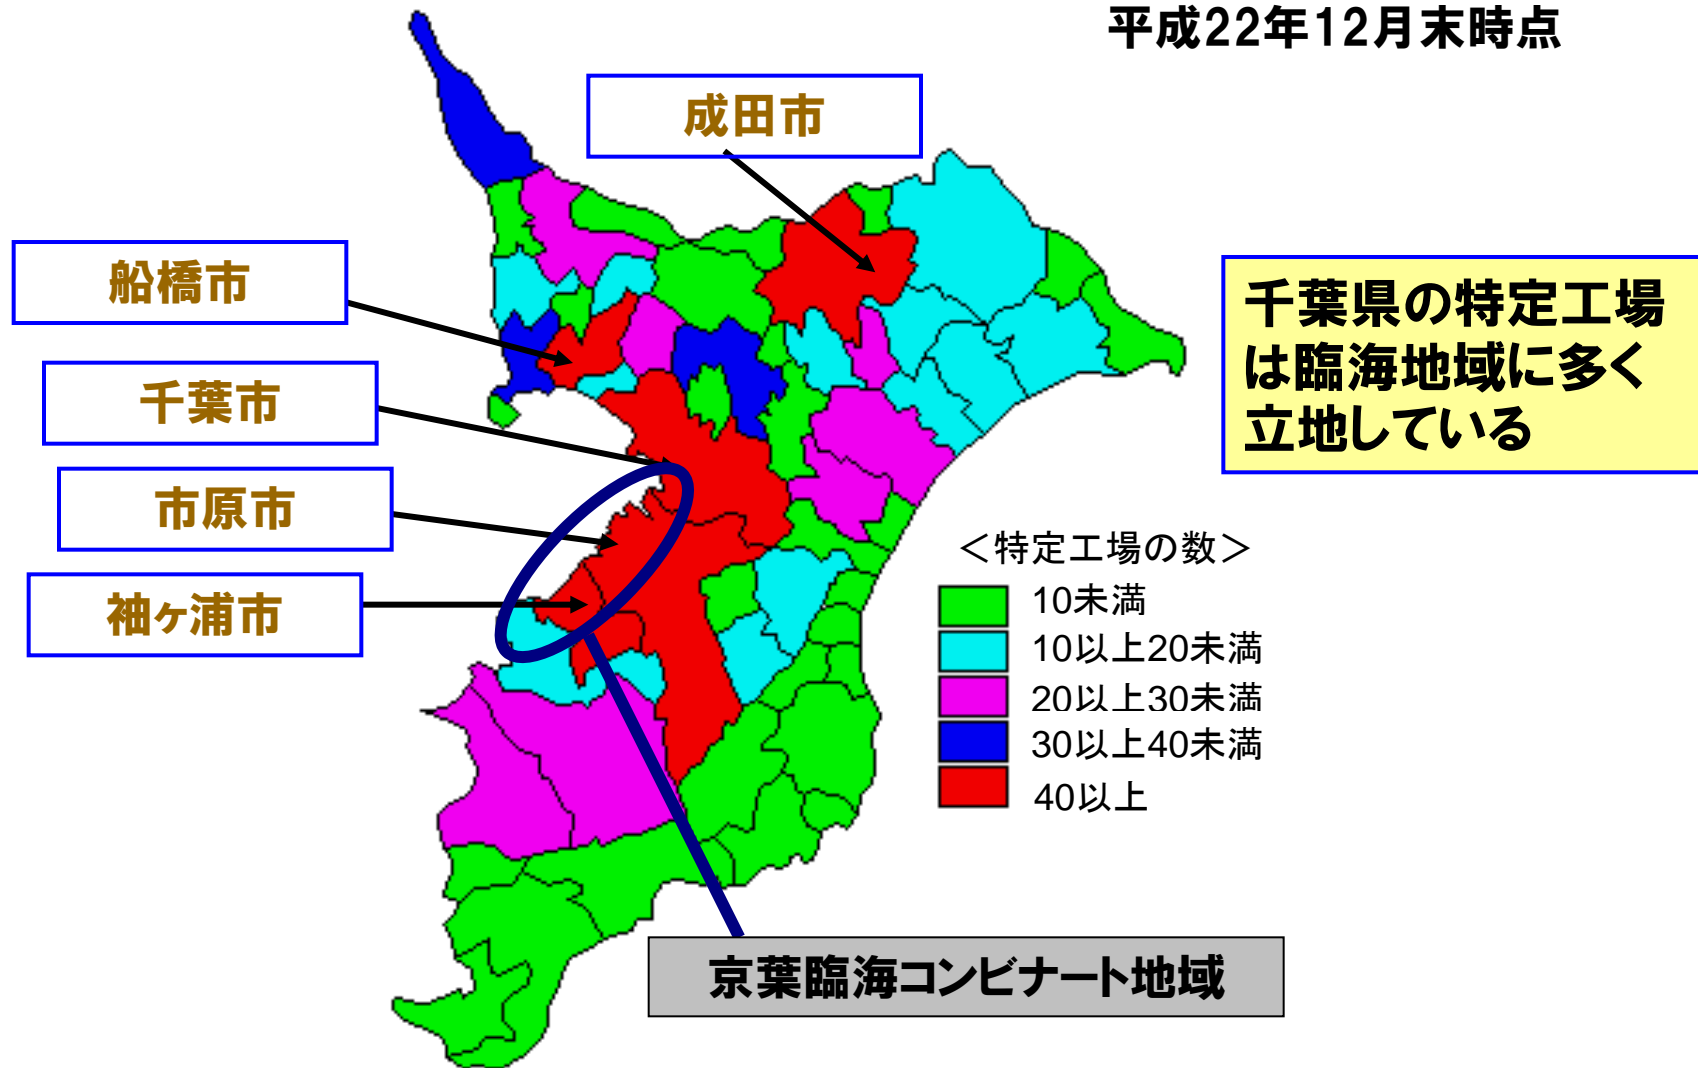 平成22年12月末時点
成田市
船橋市
千葉市
市原市
袖ヶ浦市
千葉県の特定工場
は臨海地域に多く
立地している
＜特定工場の数＞
10未満
10以上20未満
20以上30未満
30以上40未満
40以上
京葉臨海コンビナート地域